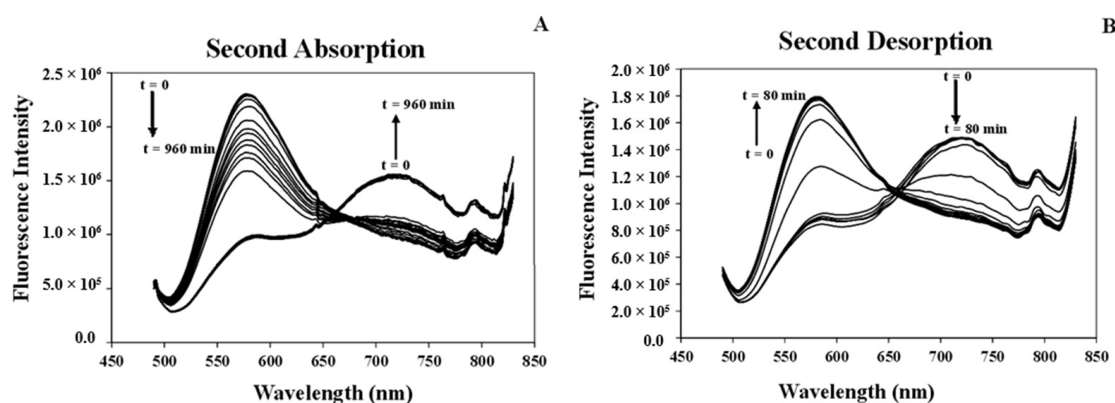 A
Second Absorption
2.5 × 10⁶
2.0 × 10⁶
1.5 × 10⁶
1.0 × 10⁶
5.0 × 10⁵
0.0
Fluorescence Intensity
t = 0
t = 960 min
t = 960 min
t = 0
450 500 550 600 650 700 750 800 850
Wavelength (nm)
B
Second Desorption
2.0 × 10⁶
1.8 × 10⁶
1.6 × 10⁶
1.4 × 10⁶
1.2 × 10⁶
1.0 × 10⁶
8.0 × 10⁵
6.0 × 10⁵
4.0 × 10⁵
2.0 × 10⁵
0.0
Fluorescence Intensity
t = 80 min
t = 0
t = 0
t = 80 min
450 500 550 600 650 700 750 800 850
Wavelength (nm)